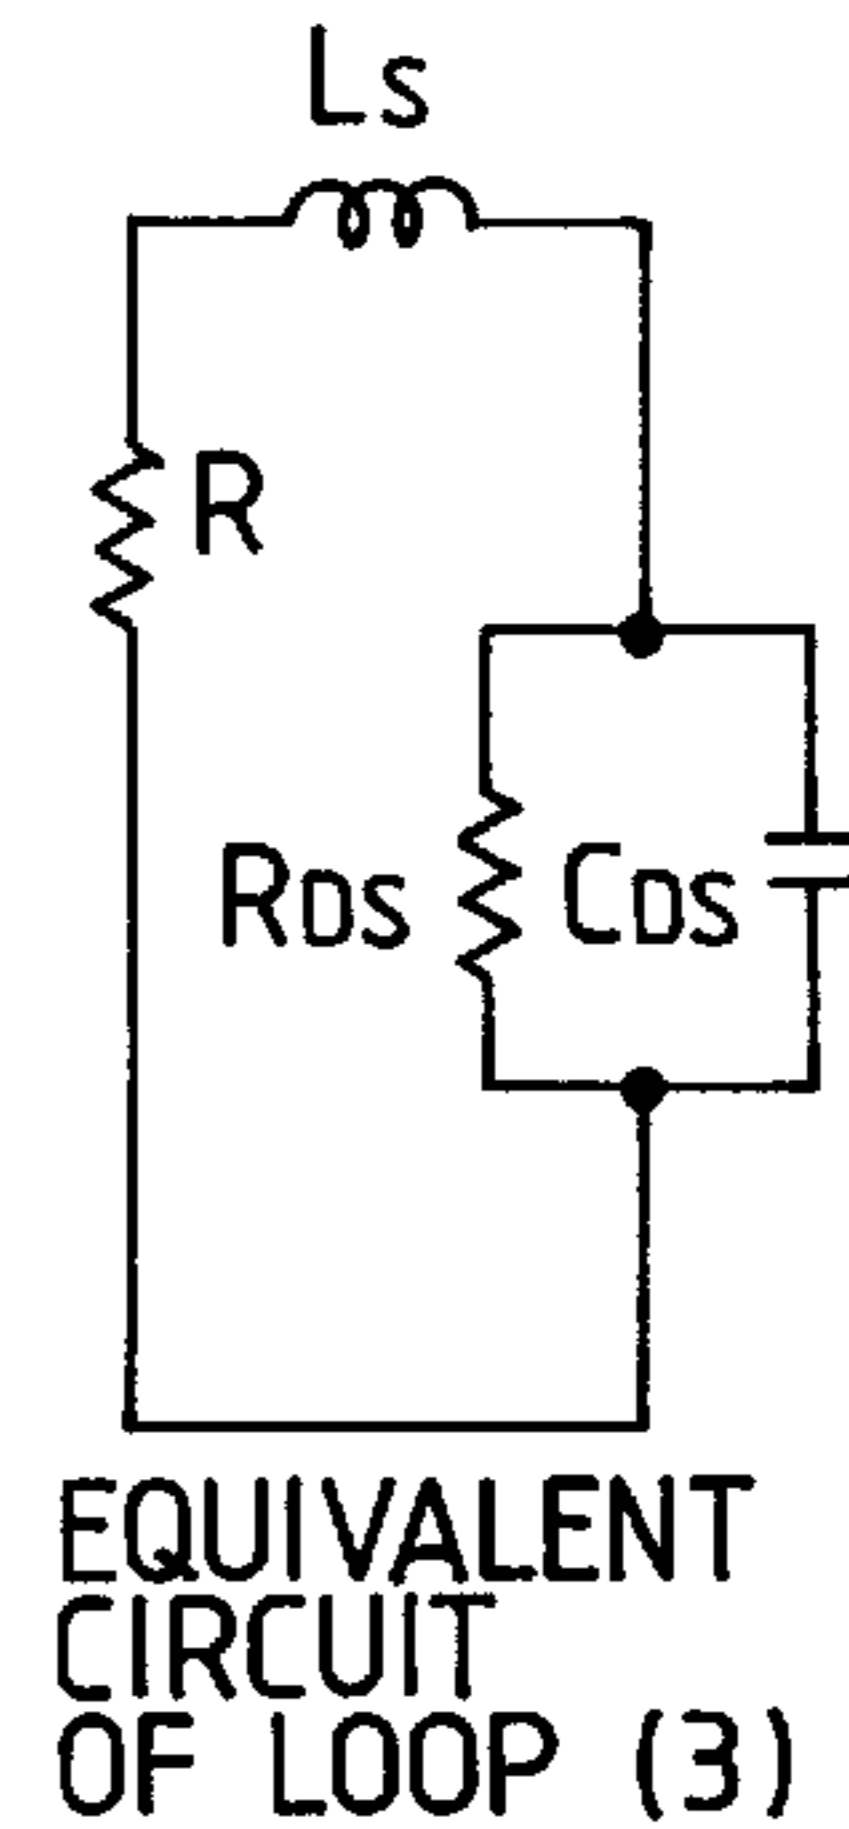 Ls
R
RDS
CDS
EQUIVALENT
CIRCUIT
OF LOOP (3)